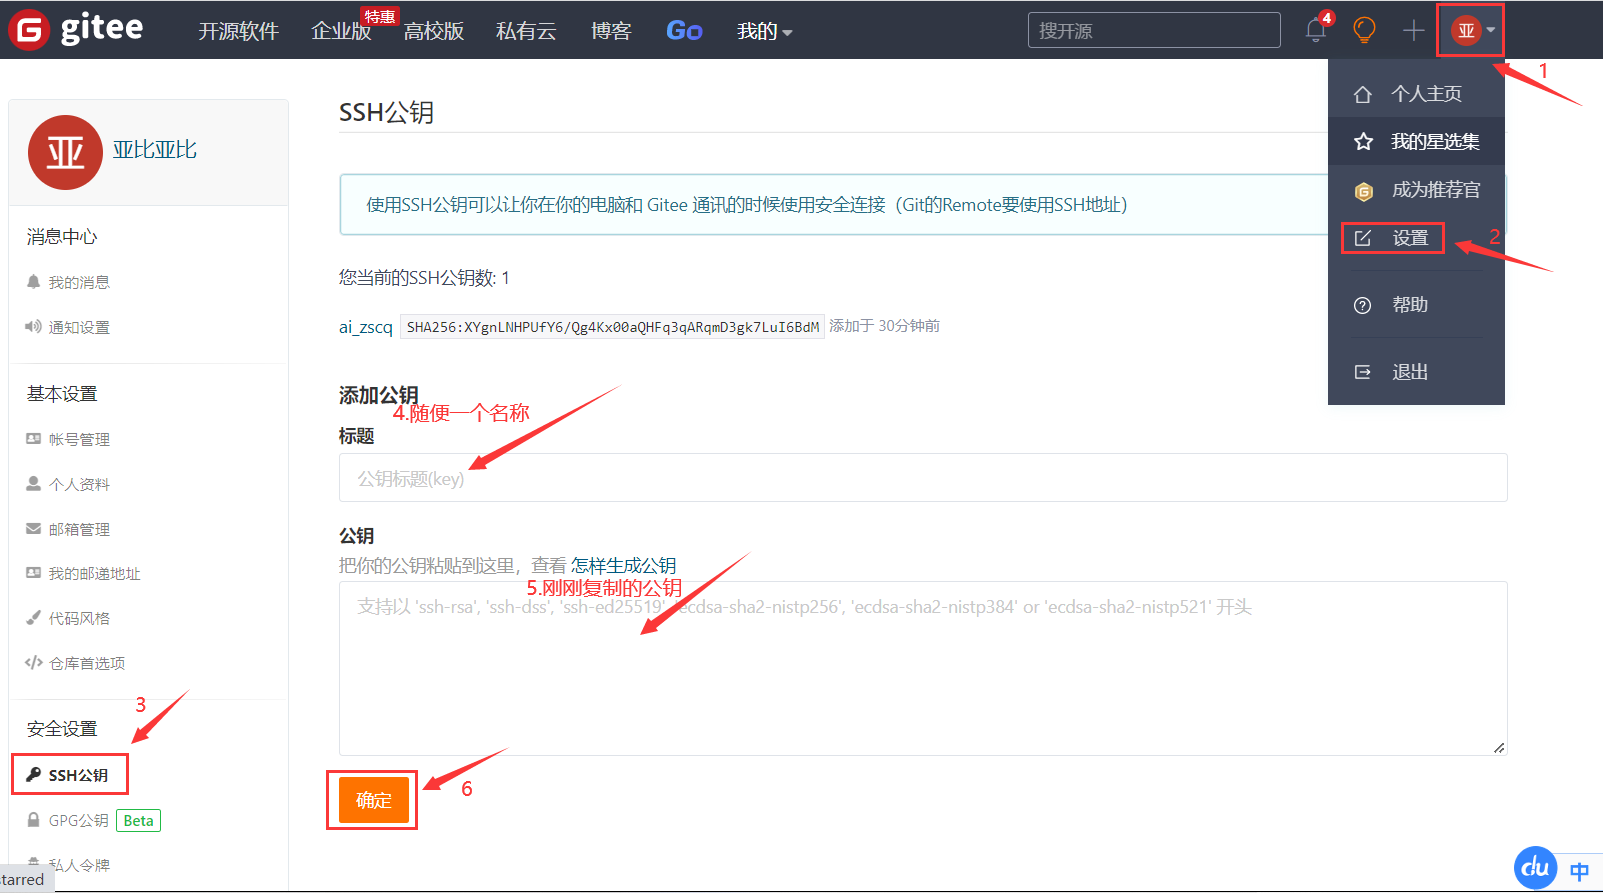 gitee 开源软件 企业版 特惠 高校版 私有云 博客 Go 我的 搜开源 4 亚
1
个人主页
我的星选集
成为推荐官
设置
2
帮助
退出
亚 亚比亚比
消息中心
我的消息
通知设置
基本设置
帐号管理
个人资料
邮箱管理
我的邮递地址
代码风格
仓库首选项
安全设置
3
SSH公钥
GPG公钥 Beta
私人令牌
starred
SSH公钥
使用SSH公钥可以让你在你的电脑和 Gitee 通讯的时候使用安全连接（Git的Remote要使用SSH地址）
您当前的SSH公钥数: 1
ai_zscq SHA256:XYgnLNHPUfY6/Qg4Kx00aQHFq3qARqmD3gk7LuI6BdM 添加于 30分钟前
添加公钥
4.随便一个名称
标题
公钥标题(key)
公钥
把你的公钥粘贴到这里，查看 怎样生成公钥
5.刚刚复制的公钥
支持以 'ssh-rsa', 'ssh-dss', 'ssh-ed25519', 'ecdsa-sha2-nistp256', 'ecdsa-sha2-nistp384' or 'ecdsa-sha2-nistp521' 开头
确定
6
du 中